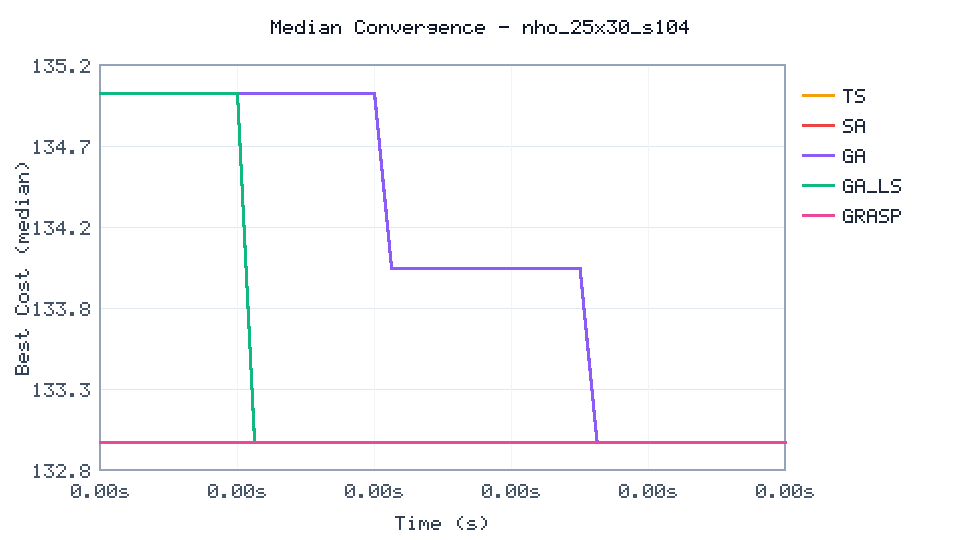 Median Convergence - nho_25x30_s104
135.2
134.7
134.2
133.8
133.3
132.8
Best Cost (median)
0.00s 0.00s 0.00s 0.00s 0.00s 0.00s
Time (s)
TS
SA
GA
GA_LS
GRASP